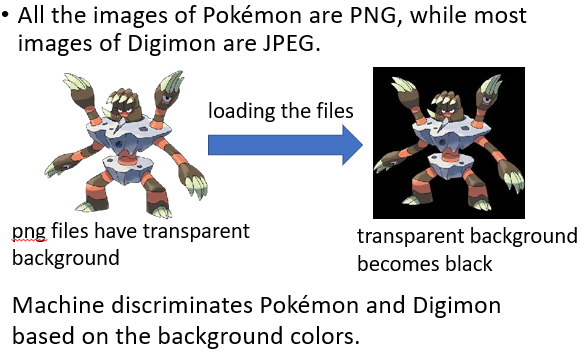 • All the images of Pokémon are PNG, while most
images of Digimon are JPEG.
loading the files
png files have transparent
background
transparent background
becomes black
Machine discriminates Pokémon and Digimon
based on the background colors.